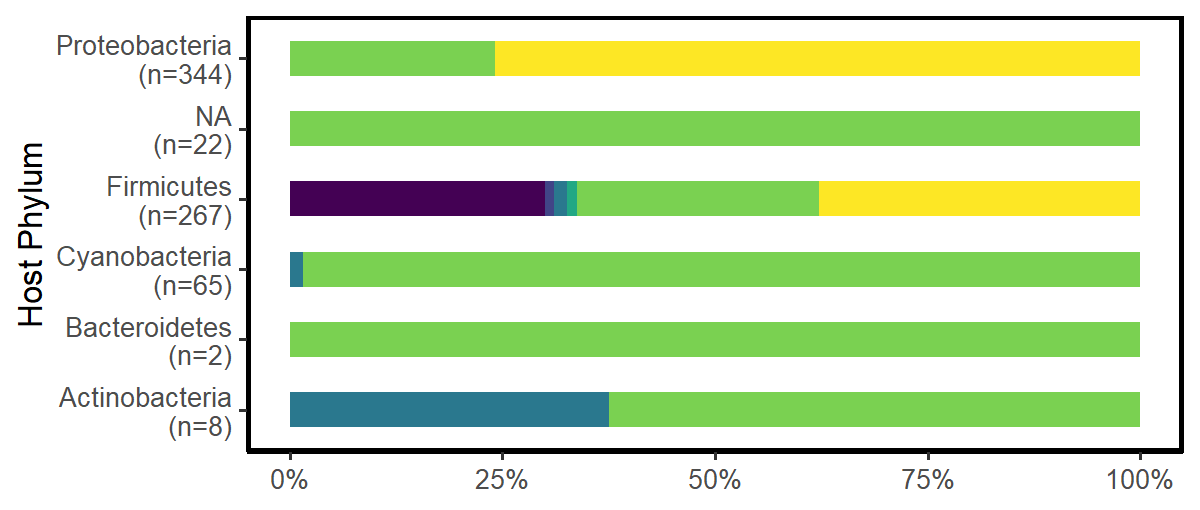 Host Phylum
Proteobacteria
(n=344)
NA
(n=22)
Firmicutes
(n=267)
Cyanobacteria
(n=65)
Bacteroidetes
(n=2)
Actinobacteria
(n=8)
0% 25% 50% 75% 100%